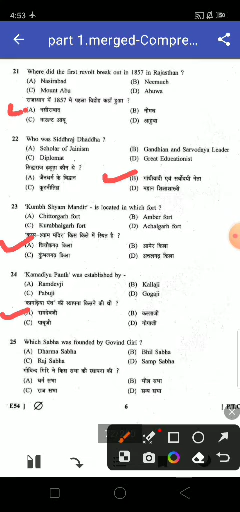 4:53
part 1.merged-Compre...
21 Where did the first revolt break out in 1857 in Rajasthan ?
(A) Nasirabad (B) Neemuch
(C) Mount Abu (D) Ahuwa
राजस्थान में 1857 में पहला विद्रोह कहाँ हुआ ?
(A) नसीराबाद (B) नीमच
(C) माउन्ट आबू (D) आहुवा
22 Who was Siddhraj Dhaddha ?
(A) Scholar of Jainism (B) Gandhian and Sarvodaya Leader
(C) Diplomat (D) Great Educationist
सिद्धराज ढड्ढा कौन थे ?
(A) जैनधर्म के विद्वान (B) गांधीवादी एवं सर्वोदयी नेता
(C) कूटनीतिज्ञ (D) महान शिक्षाशास्त्री
23 'Kumbh Shyam Mandir' is located in which fort ?
(A) Chittorgarh fort (B) Amber fort
(C) Kumbhalgarh fort (D) Achalgarh fort
श्याम मंदिर' किस किले में स्थित है ?
(A) चित्तौड़गढ़ किला (B) आमेर किला
(C) कुंभलगढ़ किला (D) अचलगढ़ किला
24 'Kamadiya Panth' was established by -
(A) Ramdevji (B) Kallaji
(C) Pabuji (D) Gogaji
कामड़िया पंथ' की स्थापना किसने की थी ?
(A) रामदेवजी (B) कल्लाजी
(C) पाबूजी (D) गोगाजी
25 Which Sabha was founded by Govind Giri ?
(A) Dharma Sabha (B) Bhil Sabha
(C) Raj Sabha (D) Samp Sabha
गोविन्द गिरि ने किस सभा की स्थापना की ?
(A) धर्म सभा (B) भील सभा
(C) राज सभा (D) सम्प सभा
E54 ] 6 [ P.T.O